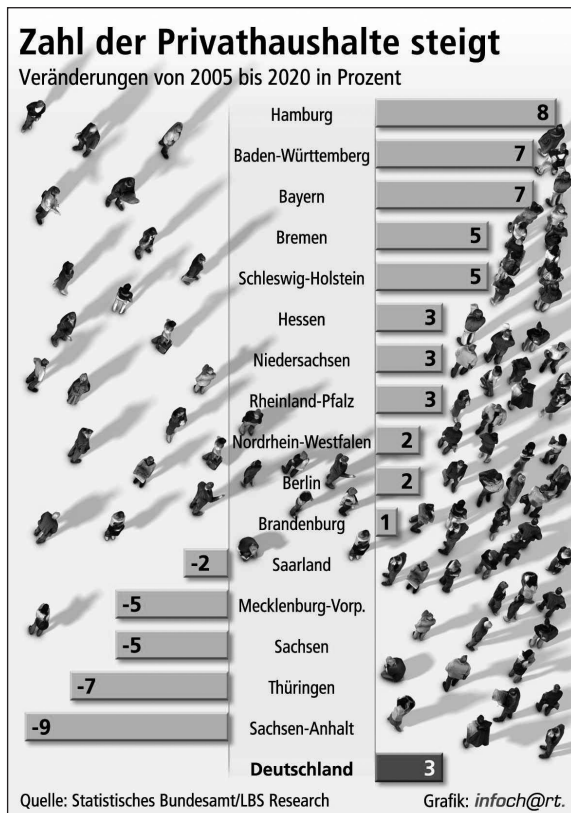 Zahl der Privathaushalte steigt
Veränderungen von 2005 bis 2020 in Prozent
Hamburg 8
Baden-Württemberg 7
Bayern 7
Bremen 5
Schleswig-Holstein 5
Hessen 3
Niedersachsen 3
Rheinland-Pfalz 3
Nordrhein-Westfalen 2
Berlin 2
Brandenburg 1
-2 Saarland
-5 Mecklenburg-Vorp.
-5 Sachsen
-7 Thüringen
-9 Sachsen-Anhalt
Deutschland 3
Quelle: Statistisches Bundesamt/LBS Research Grafik: infoch@rt.